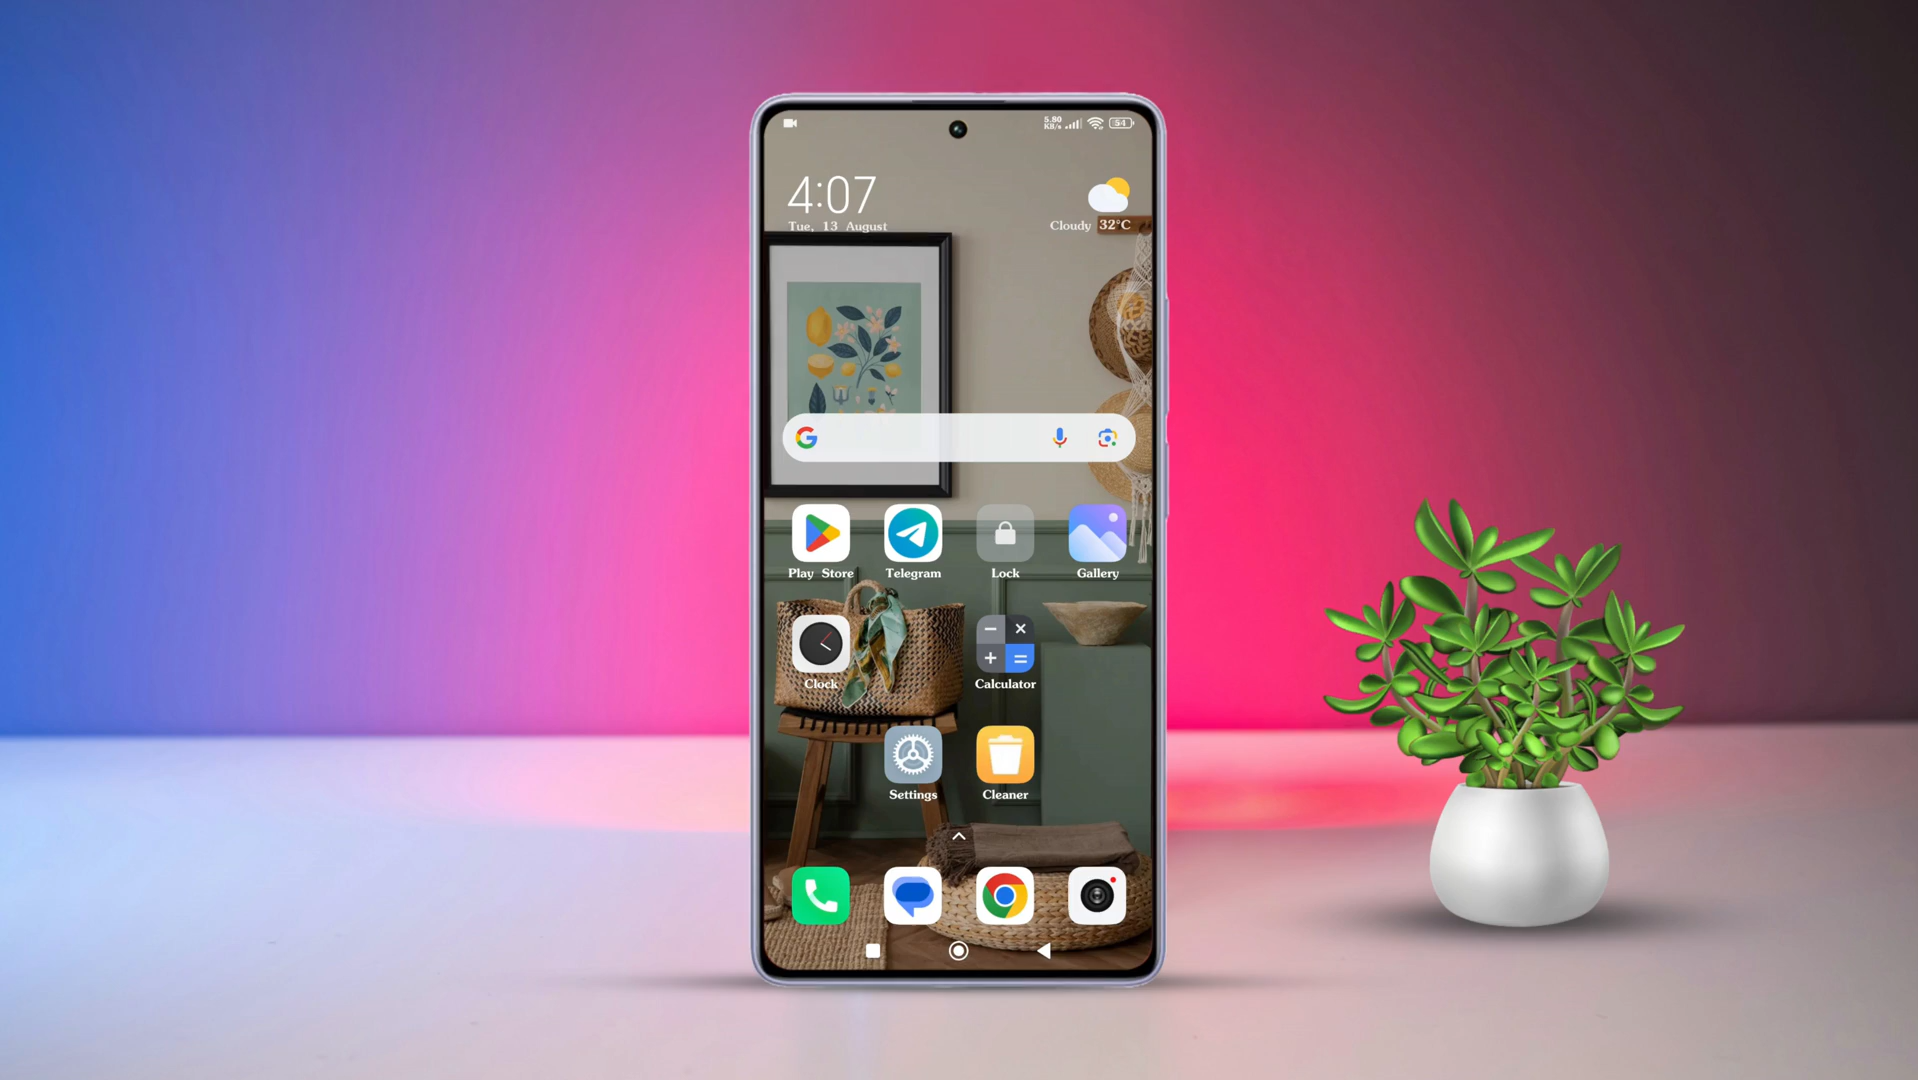 5.80
KB/s
54
4:07
Tue, 13 August
Cloudy 32°C
Play Store
Telegram
Lock
Gallery
Clock
Calculator
Settings
Cleaner